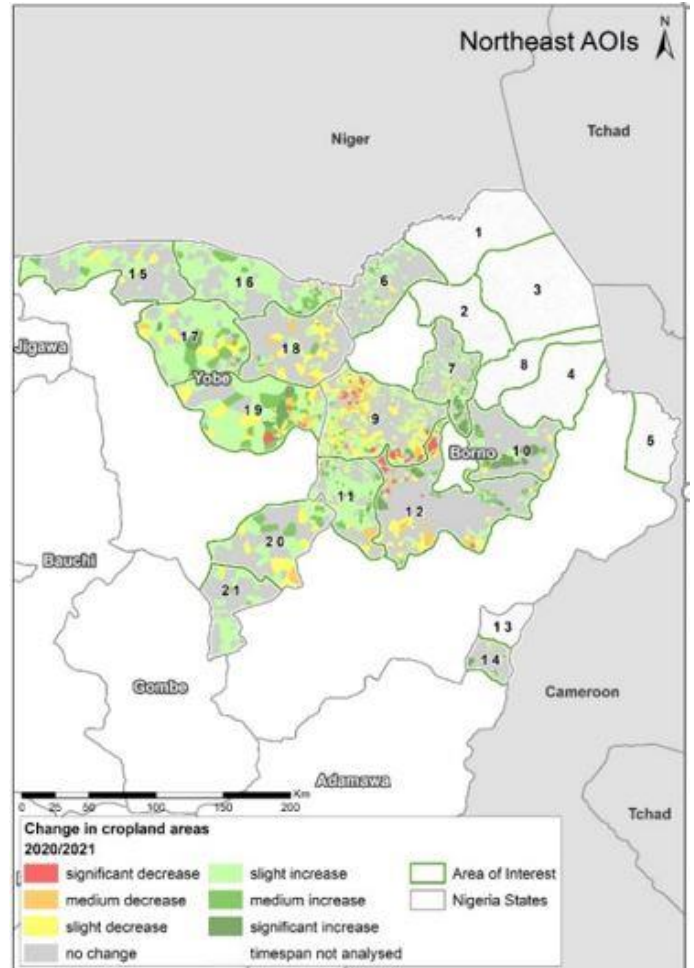 Northeast AOIs
N
Niger
Tchad
1
2
3
6
15
16
17
18
7
8
4
Jigawa
Yobe
19
9
Borno
10
5
11
12
20
Bauchi
21
13
14
Gombe
Cameroon
Adamawa
Tchad
0 25 50 100 150 200 Km
Change in cropland areas
2020/2021
significant decrease
slight increase
Area of Interest
medium decrease
medium increase
Nigeria States
slight decrease
significant increase
no change
timespan not analysed